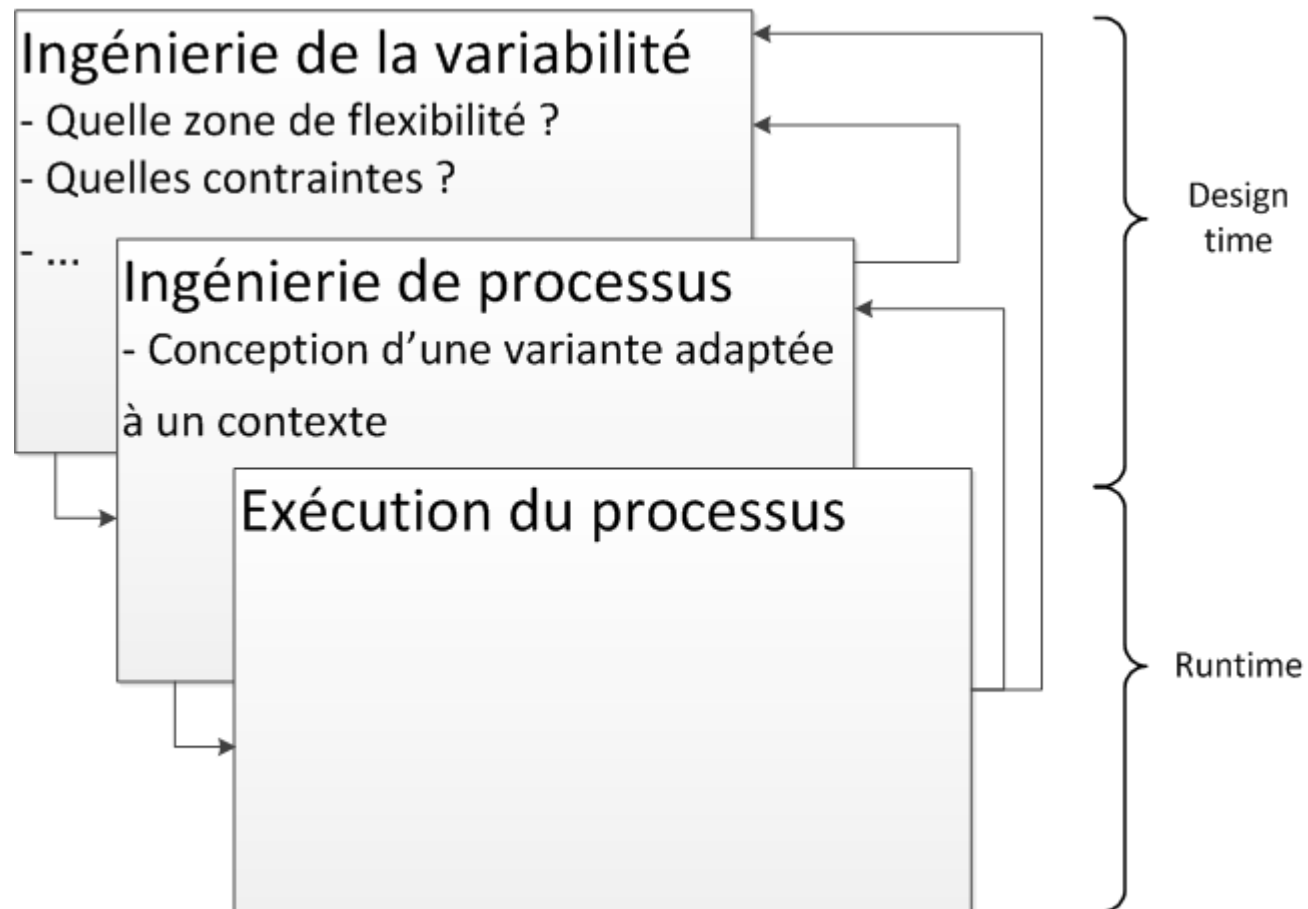 Ingénierie de la variabilité
- Quelle zone de flexibilité ?
- Quelles contraintes ?
- ...
Ingénierie de processus
- Conception d’une variante adaptée
à un contexte
Exécution du processus
Design
time
Runtime